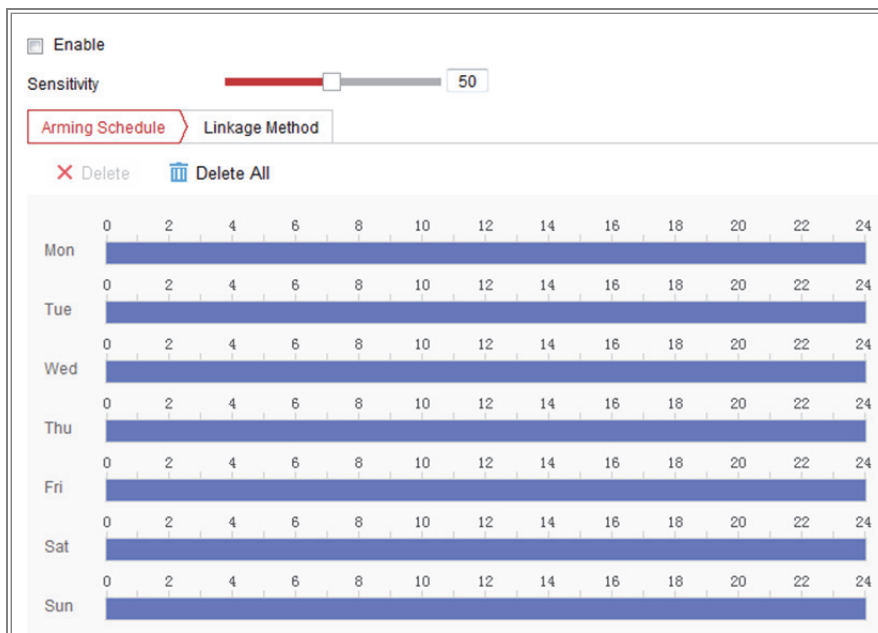 Enable
Sensitivity 50
Arming Schedule Linkage Method
Delete Delete All
0 2 4 6 8 10 12 14 16 18 20 22 24
Mon
0 2 4 6 8 10 12 14 16 18 20 22 24
Tue
0 2 4 6 8 10 12 14 16 18 20 22 24
Wed
0 2 4 6 8 10 12 14 16 18 20 22 24
Thu
0 2 4 6 8 10 12 14 16 18 20 22 24
Fri
0 2 4 6 8 10 12 14 16 18 20 22 24
Sat
0 2 4 6 8 10 12 14 16 18 20 22 24
Sun